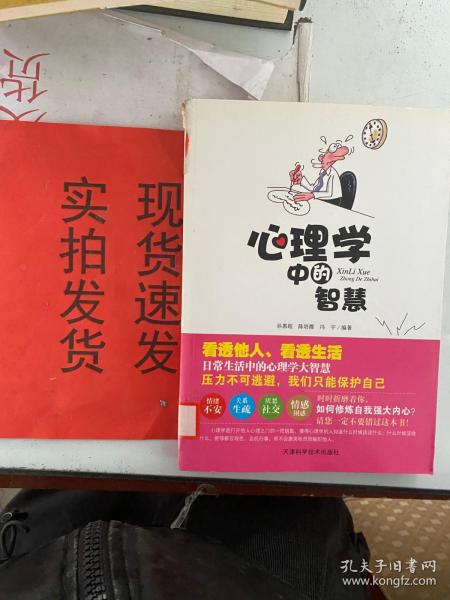 货
现货速发
实拍发货
心理学
中的
智慧
XinLi Xue
Zhong De Zhihui
陈培雕 冯宇/编著
看透他人、看透生活
日常生活中的心理学大智慧
压力不可逃避，我们只能保护自己
情绪
不安
关系
生疏
厌恶
社交
情感
困惑
时时折磨着你，
如何修炼自我强大内心？
请您一定不要错过这本书！
天津科学技术出版社
孔夫子旧书网
www.kongfz.com